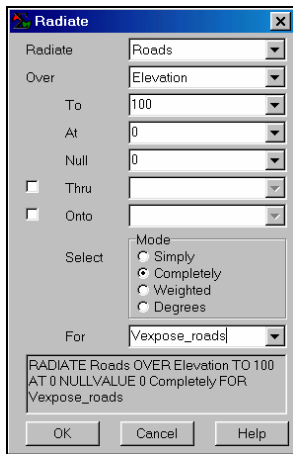 Radiate
Radiate Roads
Over Elevation
To 100
At 0
Null 0
Thru
Onto
Select Mode
Simply
Completely
Weighted
Degrees
For Vexpose_roads
RADIATE Roads OVER Elevation TO 100
AT 0 NULLVALUE 0 Completely FOR
Vexpose_roads
OK Cancel Help